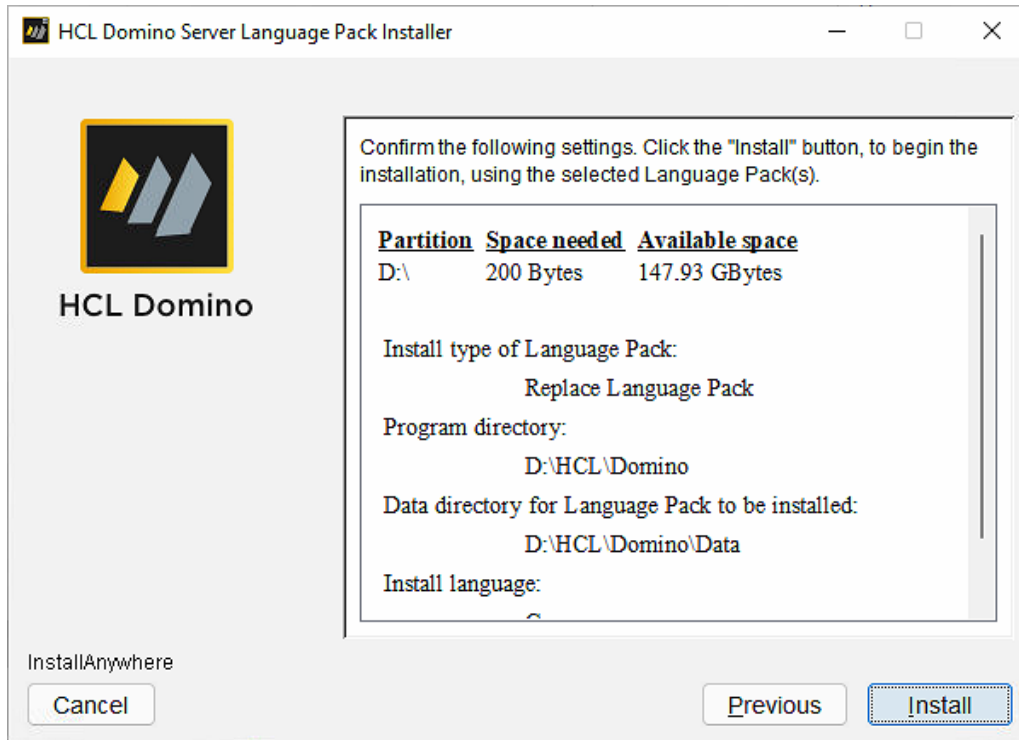 HCL Domino Server Language Pack Installer
HCL Domino
Confirm the following settings. Click the "Install" button, to begin the
installation, using the selected Language Pack(s).
Partition Space needed Available space
D:\ 200 Bytes 147.93 GBytes
Install type of Language Pack:
Replace Language Pack
Program directory:
D:\HCL\Domino
Data directory for Language Pack to be installed:
D:\HCL\Domino\Data
Install language:
InstallAnywhere
Cancel
Previous
Install